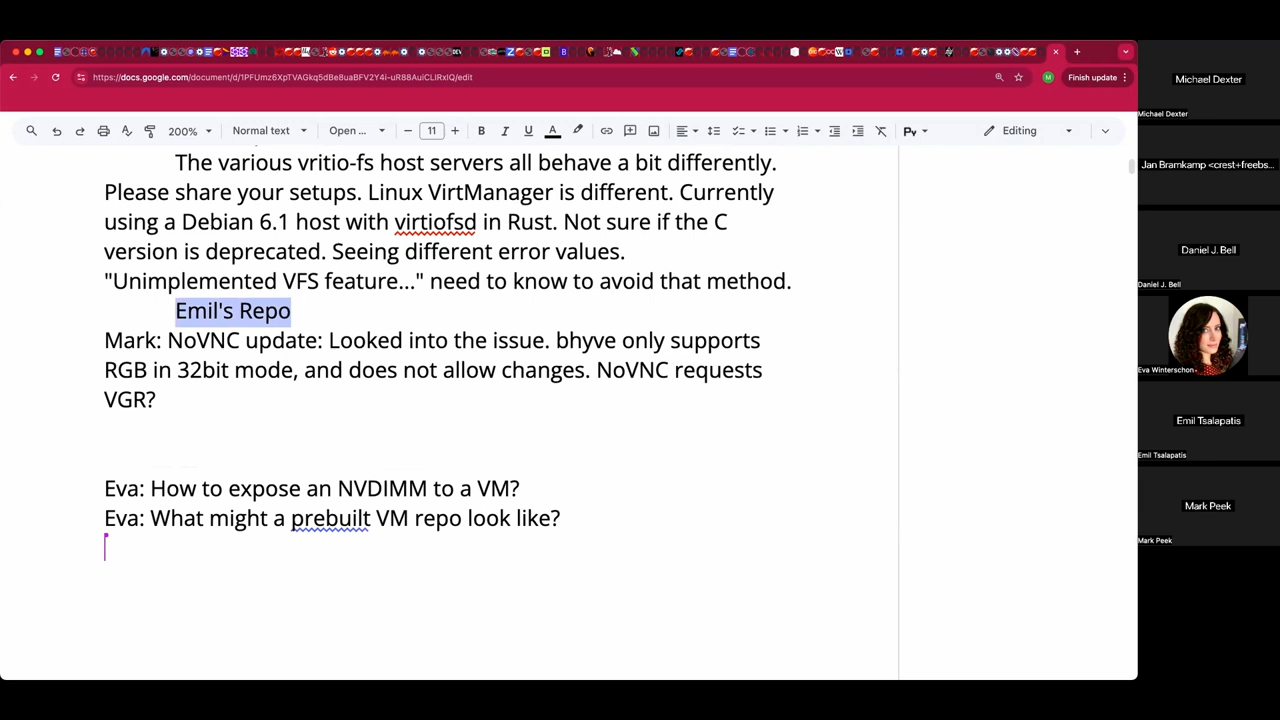 https://docs.google.com/document/d/1PFUmz6XpTVAGkq5dBe8uaBFV2Y4i-uR88AuiCLIRxIQ/edit
Finish update
200%
Normal text
Open ...
11
Editing
The various vritio-fs host servers all behave a bit differently.
Please share your setups. Linux VirtManager is different. Currently
using a Debian 6.1 host with virtiofsd in Rust. Not sure if the C
version is deprecated. Seeing different error values.
"Unimplemented VFS feature..." need to know to avoid that method.
Emil's Repo
Mark: NoVNC update: Looked into the issue. bhyve only supports
RGB in 32bit mode, and does not allow changes. NoVNC requests
VGR?
Eva: How to expose an NVDIMM to a VM?
Eva: What might a prebuilt VM repo look like?
Michael Dexter
Michael Dexter
Jan Bramkamp <crest+freebs...
Daniel J. Bell
Daniel J. Bell
Eva Winterschon
Emil Tsalapatis
Emil Tsalapatis
Mark Peek
Mark Peek